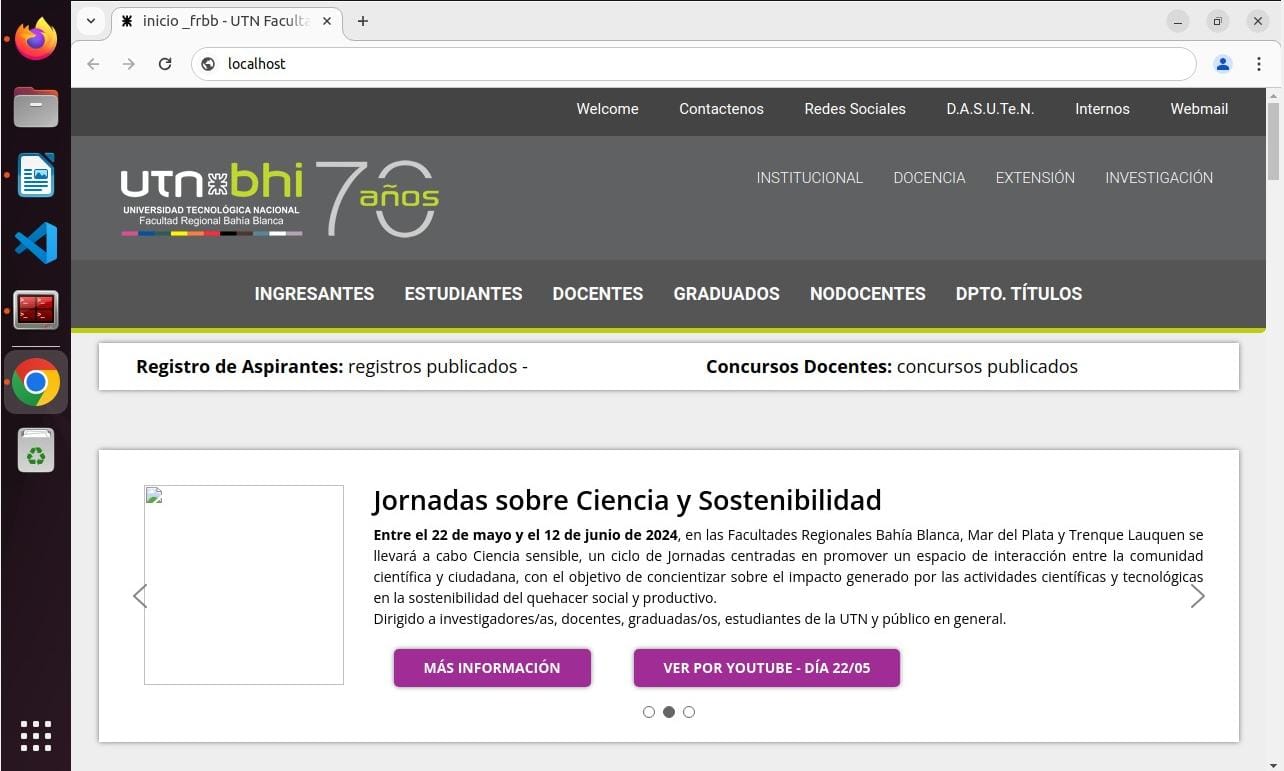 inicio _frbb - UTN Faculta
localhost
Welcome Contactenos Redes Sociales D.A.S.U.Te.N. Internos Webmail
utn bhi 70 años
UNIVERSIDAD TECNOLÓGICA NACIONAL
Facultad Regional Bahía Blanca
INSTITUCIONAL DOCENCIA EXTENSIÓN INVESTIGACIÓN
INGRESANTES ESTUDIANTES DOCENTES GRADUADOS NODOCENTES DPTO. TÍTULOS
Registro de Aspirantes: registros publicados - Concursos Docentes: concursos publicados
Jornadas sobre Ciencia y Sostenibilidad
Entre el 22 de mayo y el 12 de junio de 2024, en las Facultades Regionales Bahía Blanca, Mar del Plata y Trenque Lauquen se
llevará a cabo Ciencia sensible, un ciclo de Jornadas centradas en promover un espacio de interacción entre la comunidad
científica y ciudadana, con el objetivo de concientizar sobre el impacto generado por las actividades científicas y tecnológicas
en la sostenibilidad del quehacer social y productivo.
Dirigido a investigadores/as, docentes, graduadas/os, estudiantes de la UTN y público en general.
MÁS INFORMACIÓN VER POR YOUTUBE - DÍA 22/05